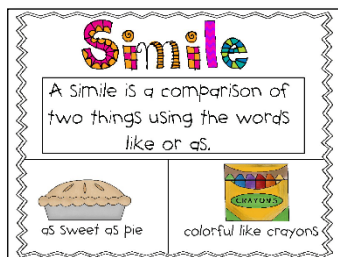 Simile
A simile is a comparison of
two things using the words
like or as.
CRAYONS
as sweet as pie
colorful like crayons